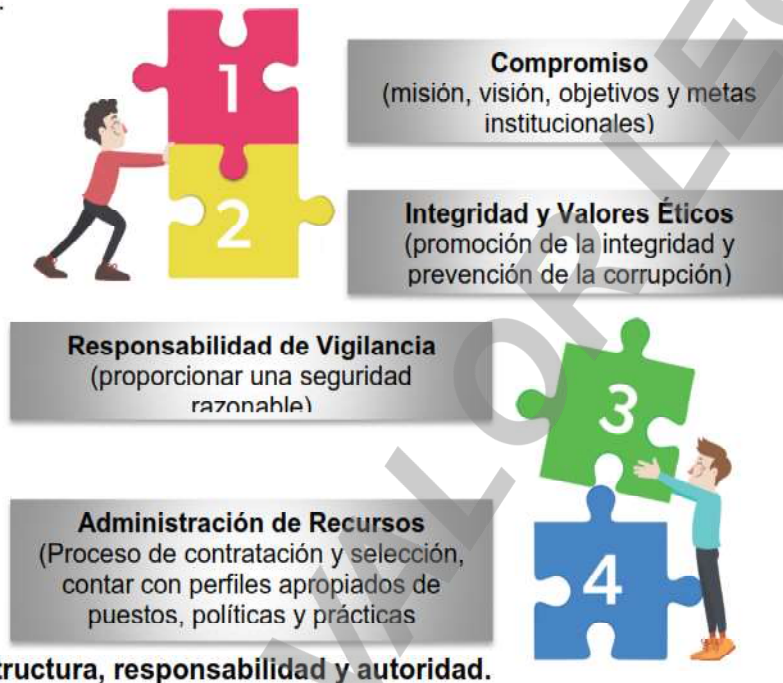 1
Compromiso
(misión, visión, objetivos y metas
institucionales)
2
Integridad y Valores Éticos
(promoción de la integridad y
prevención de la corrupción)
Responsabilidad de Vigilancia
(proporcionar una seguridad
razonable)
3
Administración de Recursos
(Proceso de contratación y selección,
contar con perfiles apropiados de
puestos, políticas y prácticas
4
tructura, responsabilidad y autoridad.
VALOR LEG